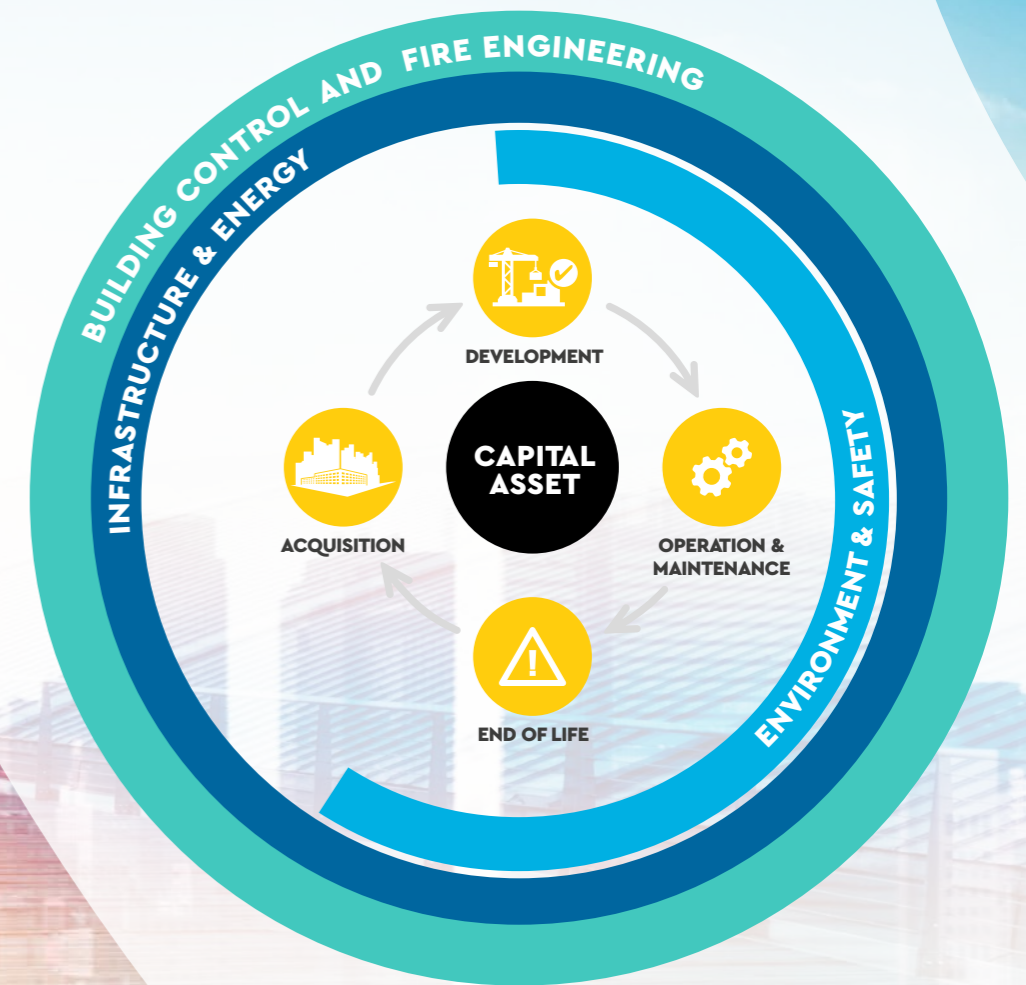 BUILDING CONTROL AND FIRE ENGINEERING
INFRASTRUCTURE & ENERGY
ENVIRONMENT & SAFETY
DEVELOPMENT
CAPITAL
ASSET
ACQUISITION
OPERATION &
MAINTENANCE
END OF LIFE